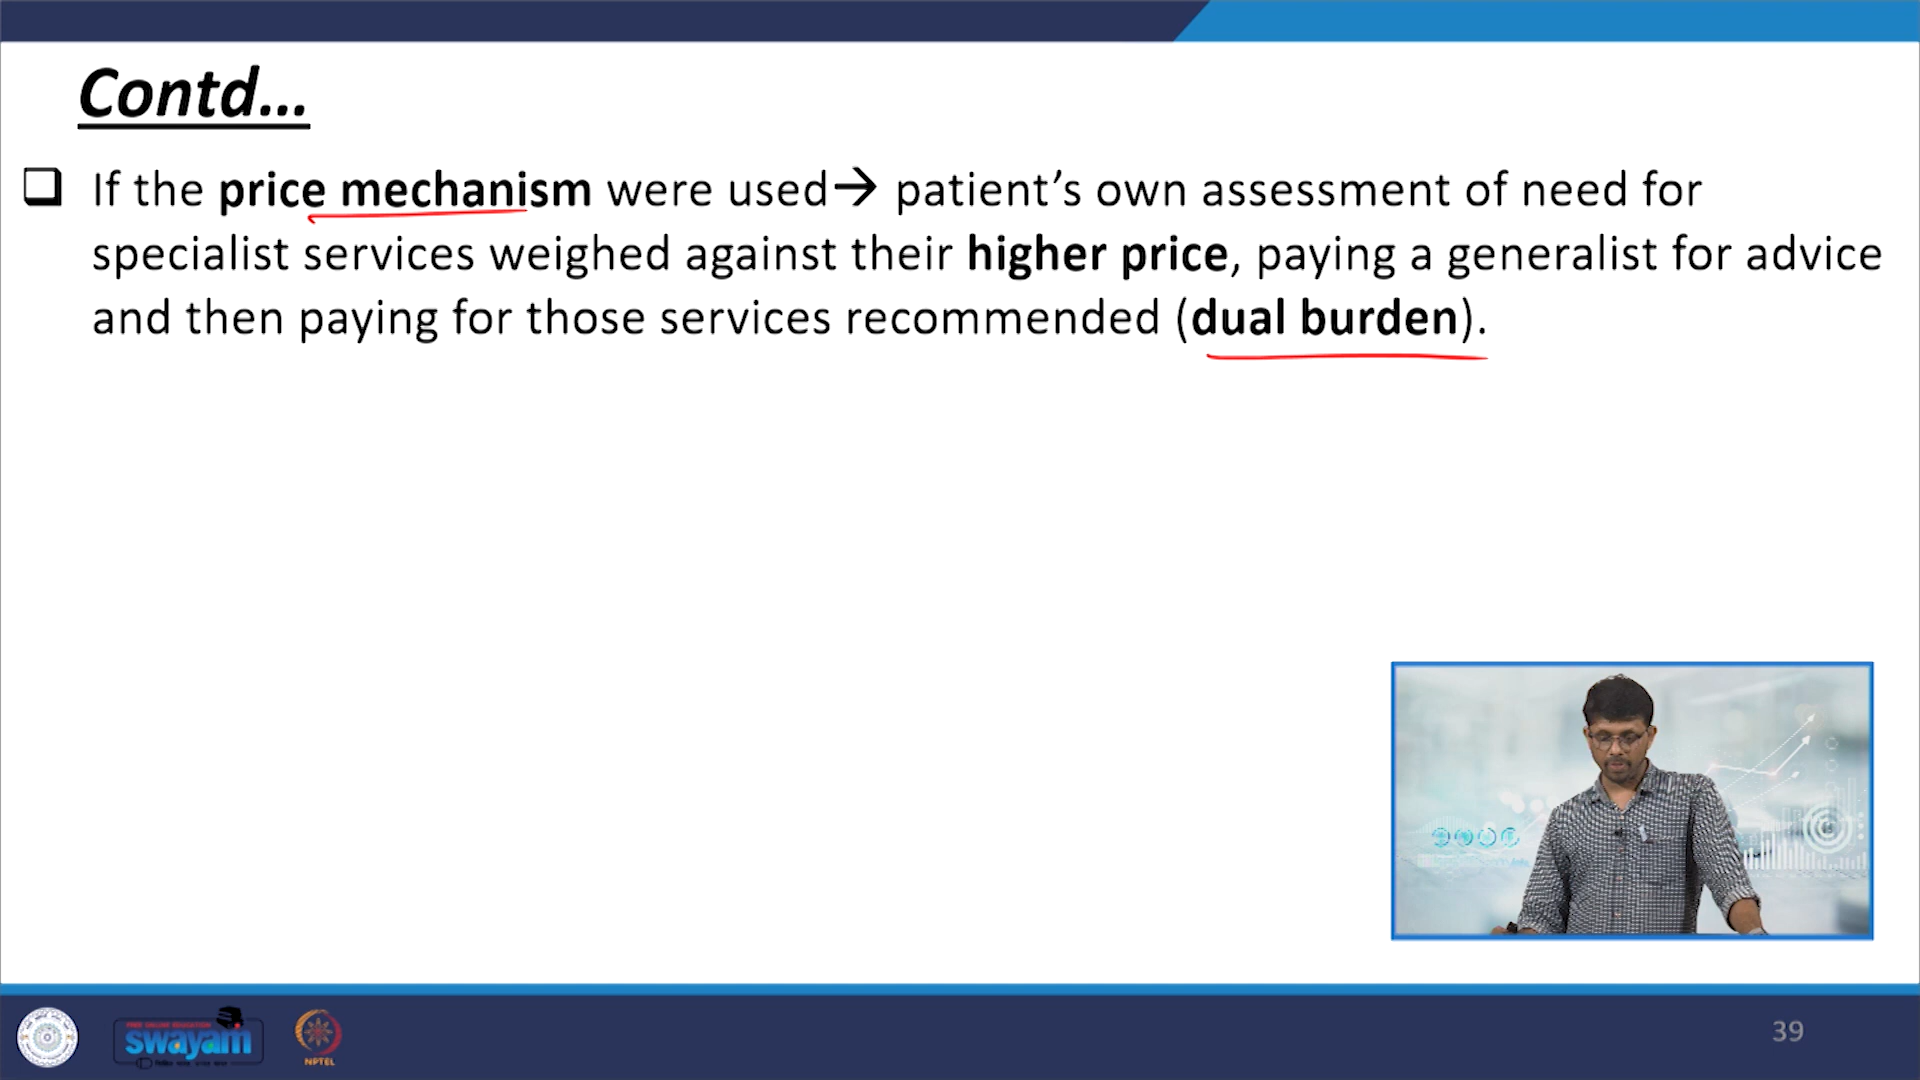 Contd...
❑ If the price mechanism were used→ patient's own assessment of need for
specialist services weighed against their higher price, paying a generalist for advice
and then paying for those services recommended (dual burden).
swayam
NPTEL
39